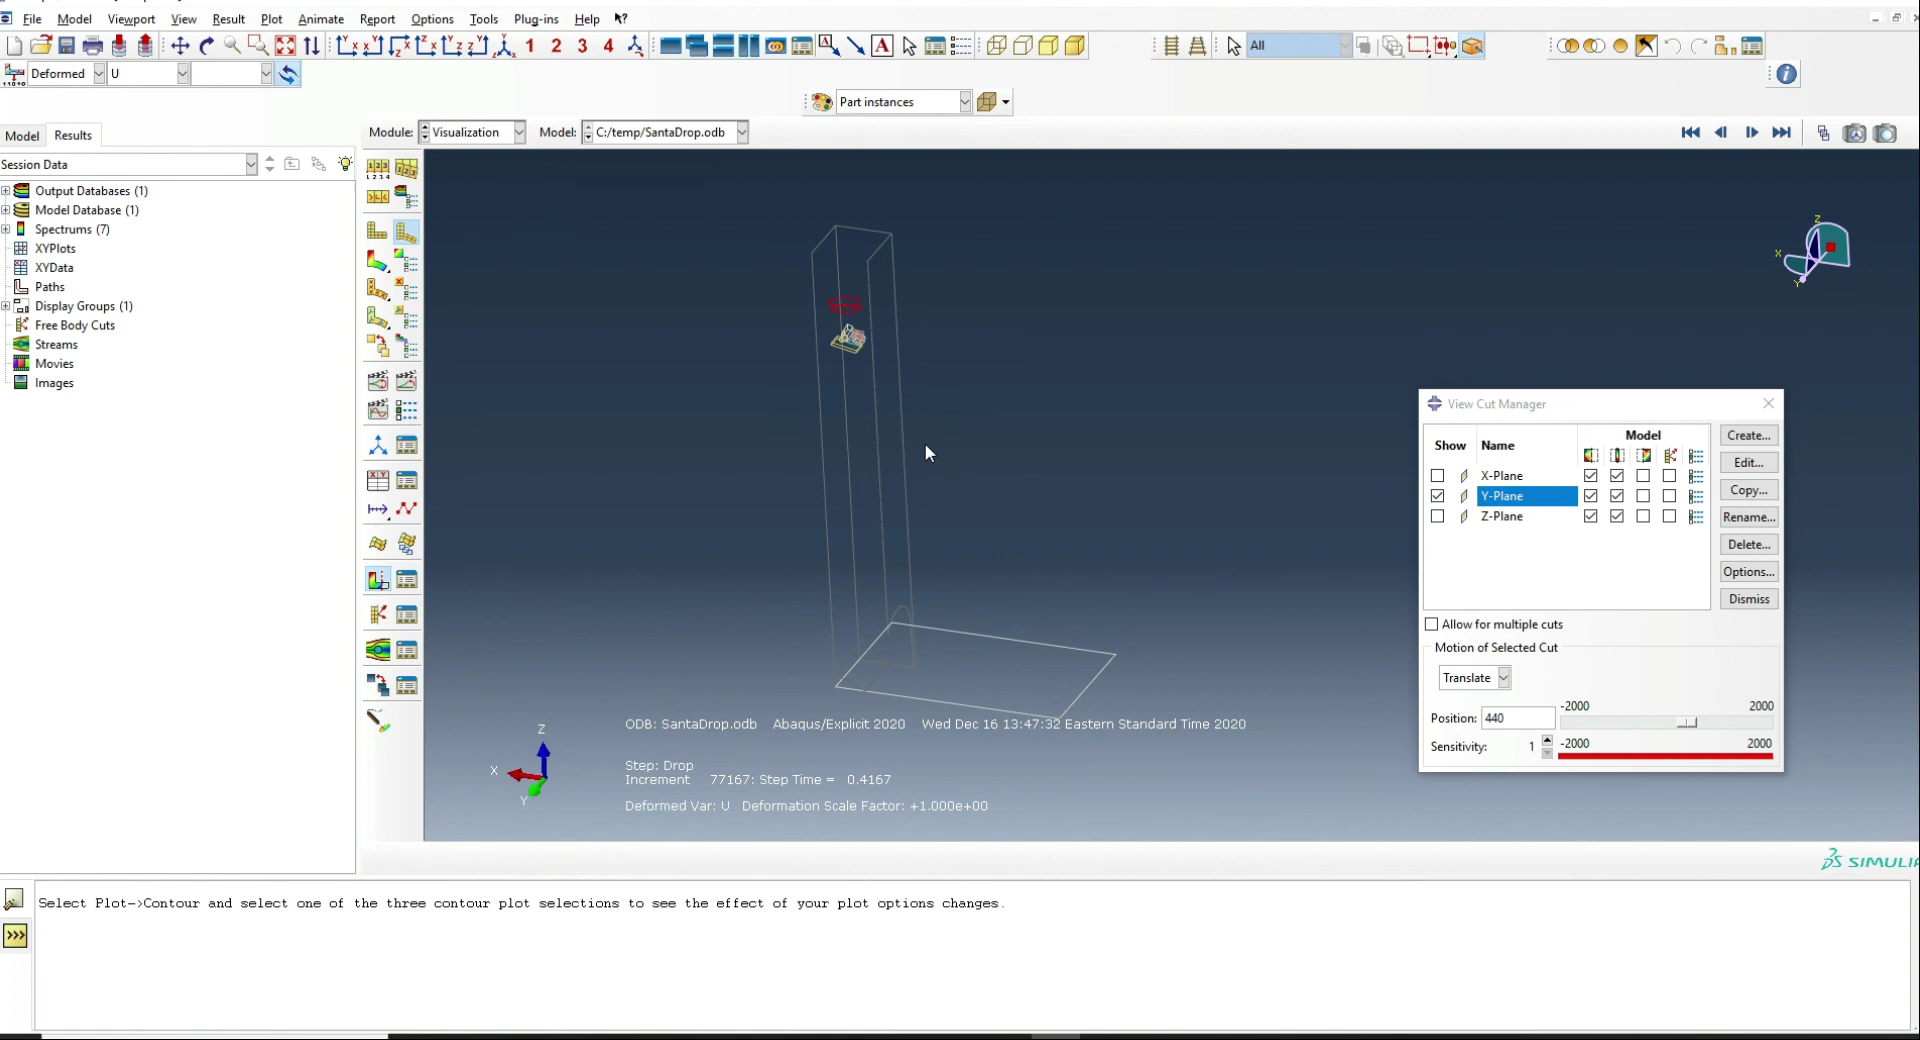 File Model Viewport View Result Plot Animate Report Options Tools Plug-ins Help
1 2 3 4 All
Deformed U
Part instances
Model Results Module: Visualization Model: C:/temp/SantaDrop.odb
Session Data
Output Databases (1)
Model Database (1)
Spectrums (7)
XYPlots
XYData
Paths
Display Groups (1)
Free Body Cuts
Streams
Movies
Images
Z
X
Y
View Cut Manager
Show Name Model
X-Plane
Y-Plane
Z-Plane
Create...
Edit...
Copy...
Rename...
Delete...
Options...
Dismiss
Allow for multiple cuts
Motion of Selected Cut
Translate
Position: 440 -2000 2000
Sensitivity: 1 -2000 2000
Z
X
Y
ODB: SantaDrop.odb Abaqus/Explicit 2020 Wed Dec 16 13:47:32 Eastern Standard Time 2020
Step: Drop
Increment 77167: Step Time = 0.4167
Deformed Var: U Deformation Scale Factor: +1.000e+00
Select Plot->Contour and select one of the three contour plot selections to see the effect of your plot options changes.
>>>